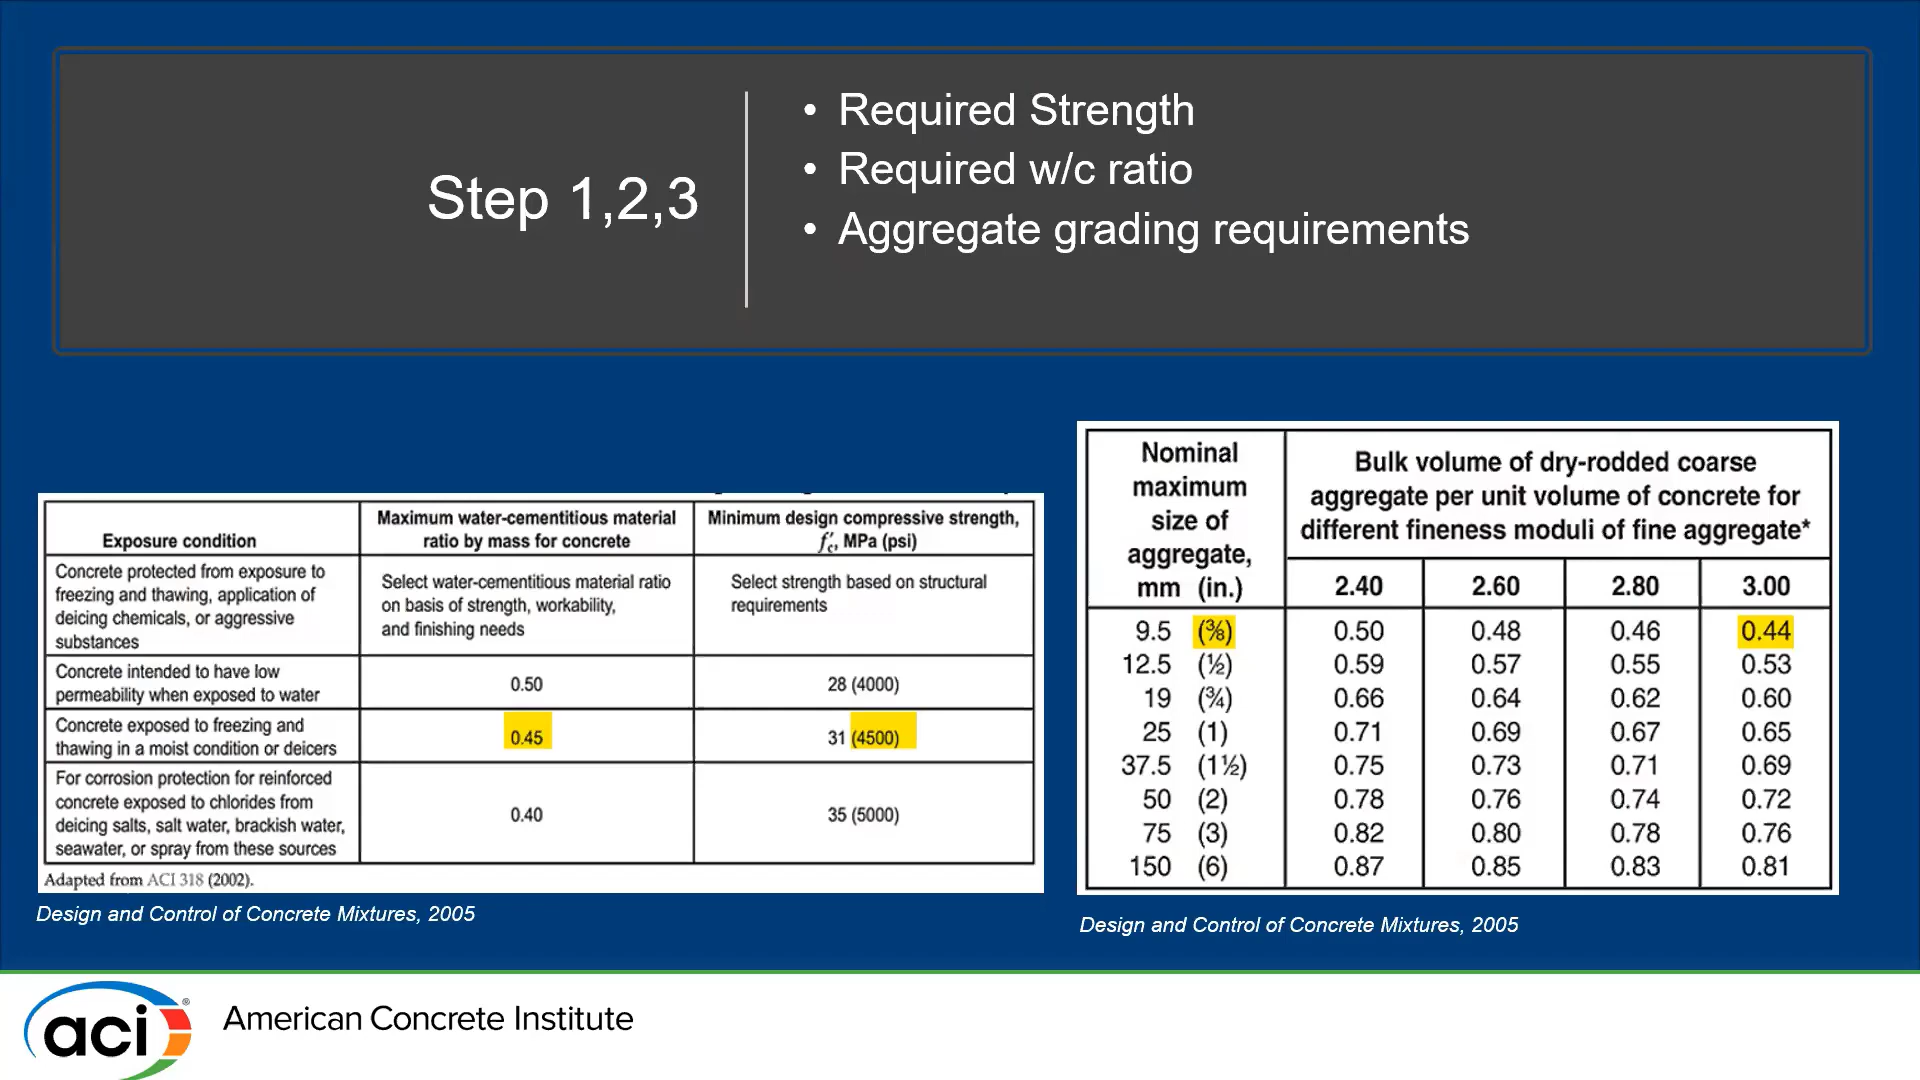 Step 1,2,3
• Required Strength
• Required w/c ratio
• Aggregate grading requirements
Exposure condition
Maximum water-cementitious material
ratio by mass for concrete
Minimum design compressive strength,
f′c, MPa (psi)
Concrete protected from exposure to
freezing and thawing, application of
deicing chemicals, or aggressive
substances
Select water-cementitious material ratio
on basis of strength, workability,
and finishing needs
Select strength based on structural
requirements
Concrete intended to have low
permeability when exposed to water
0.50
28 (4000)
Concrete exposed to freezing and
thawing in a moist condition or deicers
0.45
31 (4500)
For corrosion protection for reinforced
concrete exposed to chlorides from
deicing salts, salt water, brackish water,
seawater, or spray from these sources
0.40
35 (5000)
Adapted from ACI 318 (2002).
Design and Control of Concrete Mixtures, 2005
Nominal
maximum
size of
aggregate,
mm (in.)
Bulk volume of dry-rodded coarse
aggregate per unit volume of concrete for
different fineness moduli of fine aggregate*
2.40 2.60 2.80 3.00
9.5 (⅜) 0.50 0.48 0.46 0.44
12.5 (½) 0.59 0.57 0.55 0.53
19 (¾) 0.66 0.64 0.62 0.60
25 (1) 0.71 0.69 0.67 0.65
37.5 (1½) 0.75 0.73 0.71 0.69
50 (2) 0.78 0.76 0.74 0.72
75 (3) 0.82 0.80 0.78 0.76
150 (6) 0.87 0.85 0.83 0.81
Design and Control of Concrete Mixtures, 2005
aci®
American Concrete Institute